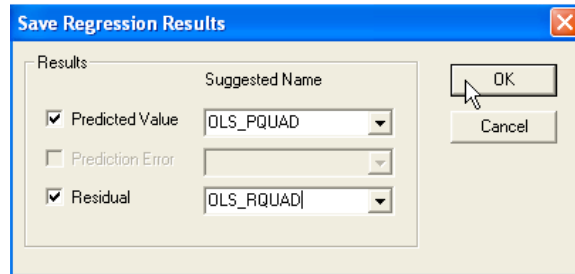 Save Regression Results
Results
Suggested Name
OK
Predicted Value OLS_PQUAD
Cancel
Prediction Error
Residual OLS_RQUAD